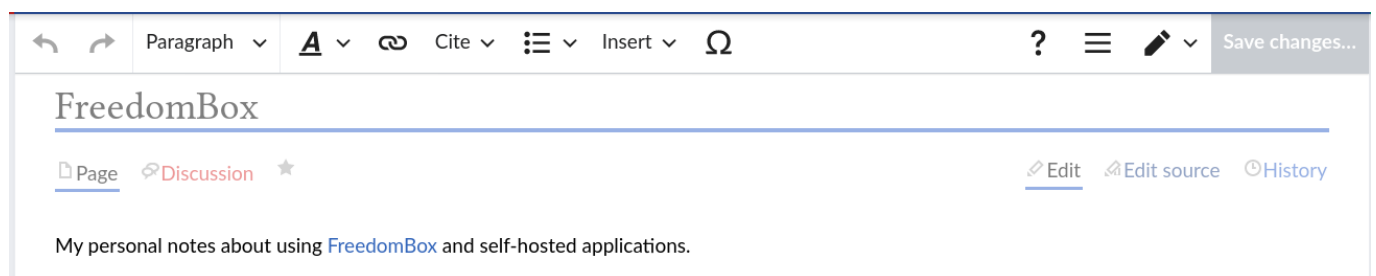 Paragraph A Cite Insert Ω ? Save changes...
FreedomBox
Page Discussion Edit Edit source History
My personal notes about using FreedomBox and self-hosted applications.